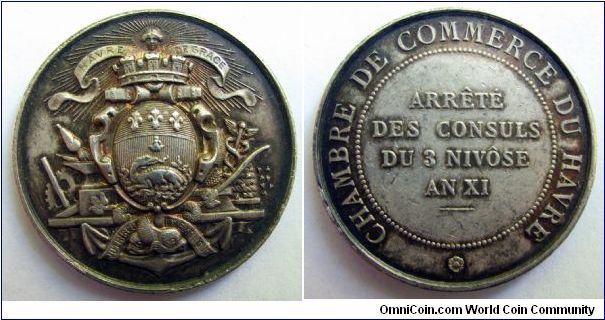 HAVRE DE GRACE
CHAMBRE DE COMMERCE DU HÂVRE
ARRÊTÉ
DES CONSULS
DU 3 NIVÔSE
AN XI
OmniCoin.com World Coin Community